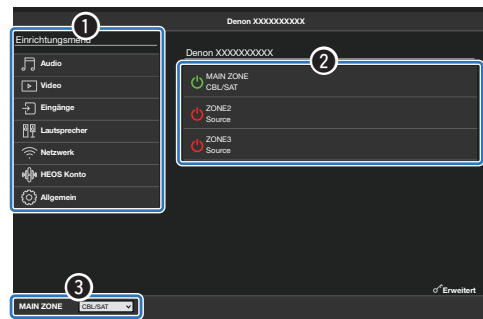 Denon XXXXXXXXXX
1
Einrichtungsmenü
Audio
Video
Eingänge
Lautsprecher
Netzwerk
HEOS Konto
Allgemein
Denon XXXXXXXXXX
2
MAIN ZONE
CBL/SAT
ZONE2
Source
ZONE3
Source
Erweitert
3
MAIN ZONE CBL/SAT